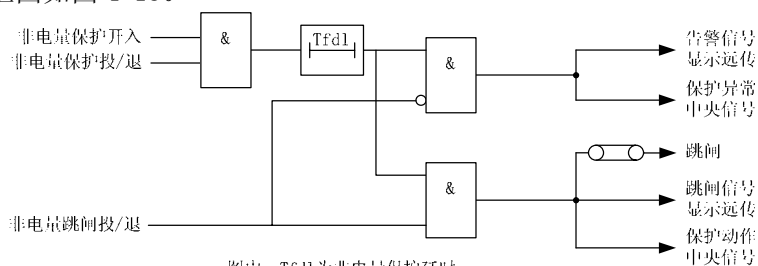 非电量保护开入
非电量保护投/退
&
Tfdl
&
告警信号
显示远传
保护异常
中央信号
跳闸
&
跳闸信号
显示远传
非电量跳闸投/退
保护动作
中央信号